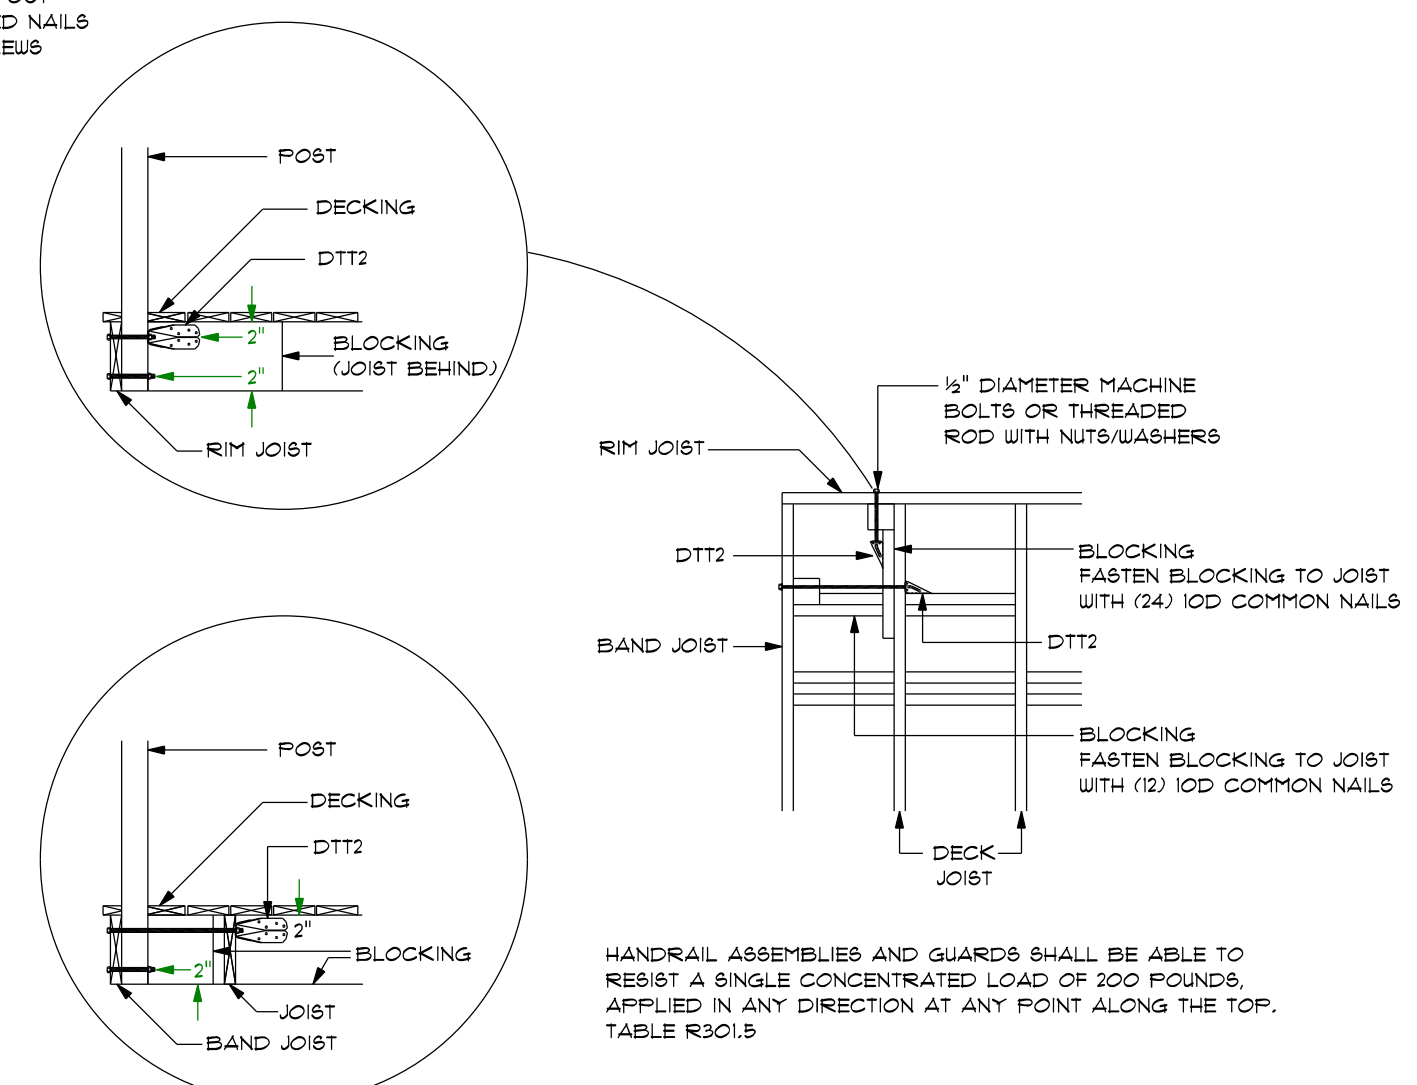 ED NAILS
EWS
POST
DECKING
DTT2
2"
BLOCKING
(JOIST BEHIND)
2"
RIM JOIST
½" DIAMETER MACHINE
BOLTS OR THREADED
ROD WITH NUTS/WASHERS
RIM JOIST
DTT2
BLOCKING
FASTEN BLOCKING TO JOIST
WITH (24) 10D COMMON NAILS
DTT2
BAND JOIST
BLOCKING
FASTEN BLOCKING TO JOIST
WITH (12) 10D COMMON NAILS
DECK
JOIST
POST
DECKING
DTT2
2"
BLOCKING
2"
JOIST
BAND JOIST
HANDRAIL ASSEMBLIES AND GUARDS SHALL BE ABLE TO
RESIST A SINGLE CONCENTRATED LOAD OF 200 POUNDS,
APPLIED IN ANY DIRECTION AT ANY POINT ALONG THE TOP.
TABLE R301.5